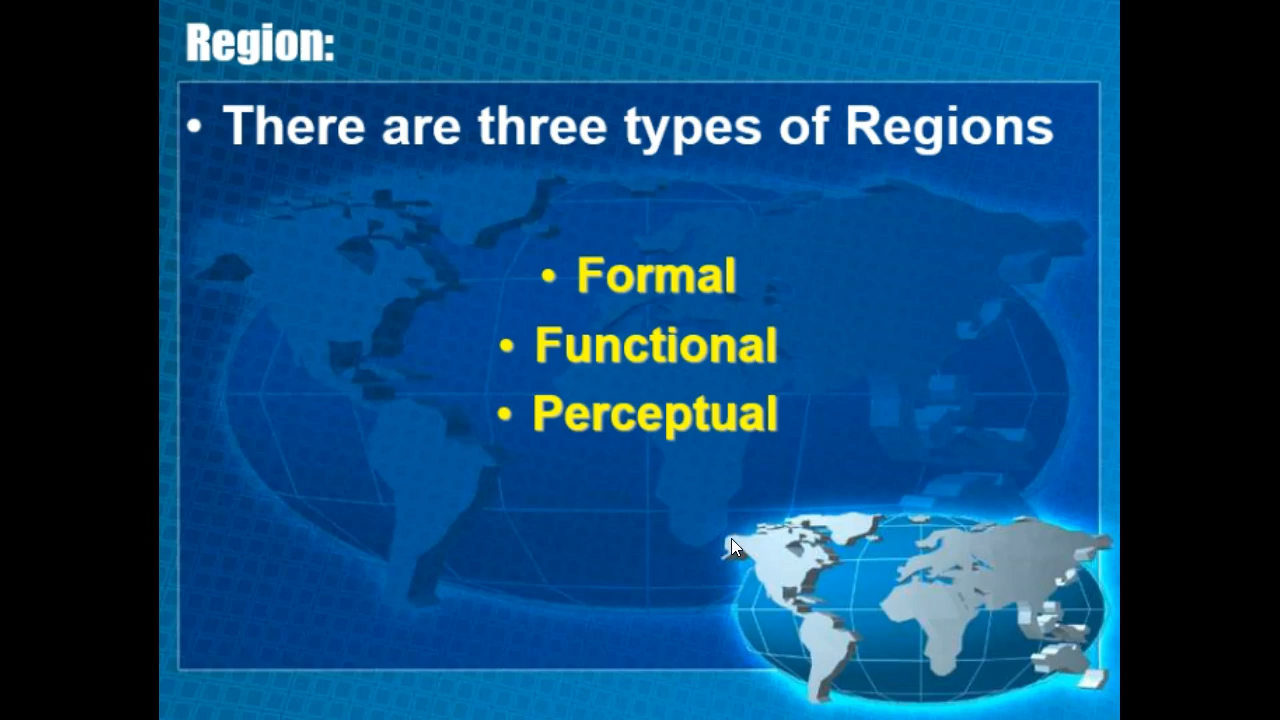 Region:
• There are three types of Regions
• Formal
• Functional
• Perceptual